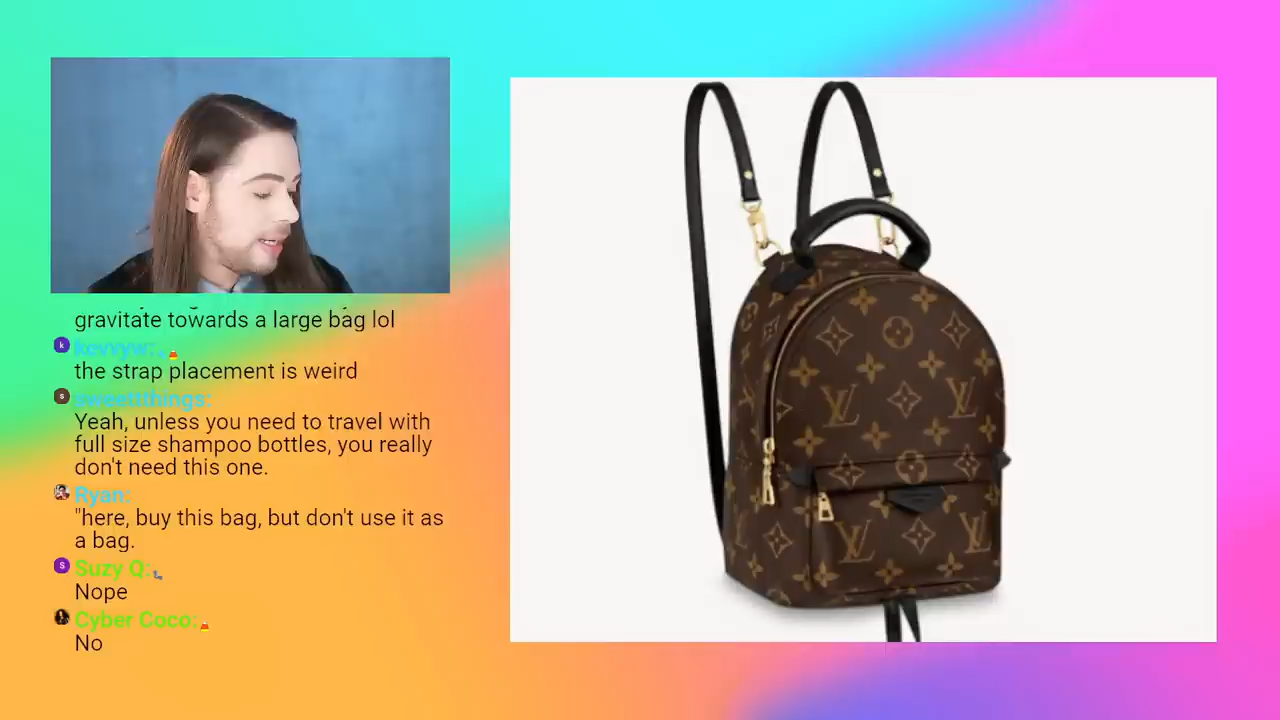 gravitate towards a large bag lol
kevvyw:
the strap placement is weird
sweettthings:
Yeah, unless you need to travel with
full size shampoo bottles, you really
don't need this one.
Ryan:
"here, buy this bag, but don't use it as
a bag.
Suzy Q:
Nope
Cyber Coco:
No